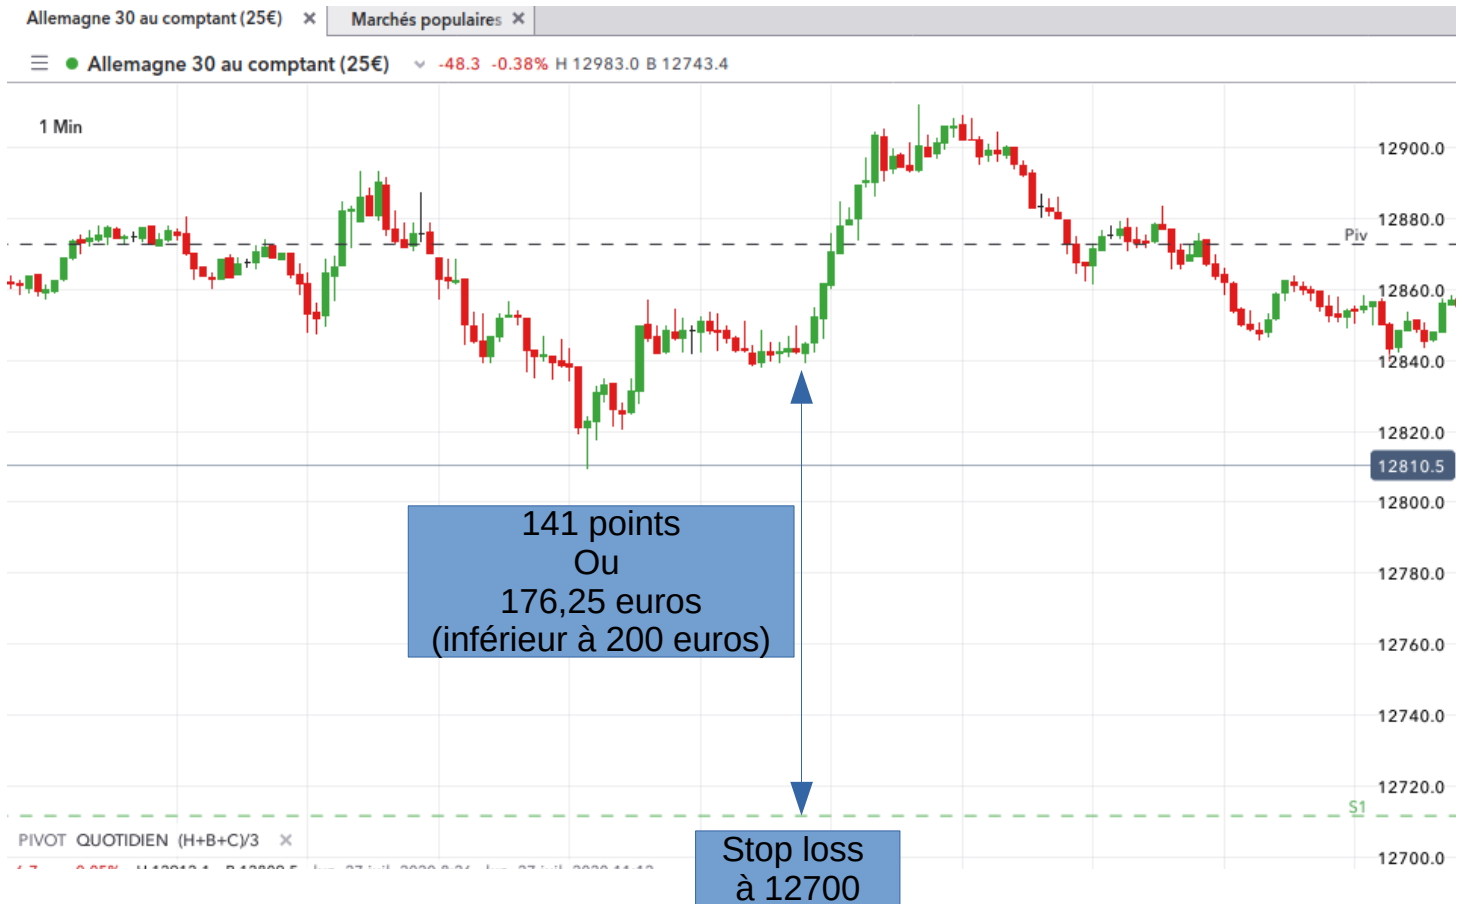 Allemagne 30 au comptant (25€) × Marchés populaires ×
Allemagne 30 au comptant (25€) -48.3 -0.38% H 12983.0 B 12743.4
1 Min
12900.0
12880.0
Piv
12860.0
12840.0
12820.0
12810.5
12800.0
141 points
Ou
176,25 euros
(inférieur à 200 euros)
12780.0
12760.0
12740.0
12720.0
S1
PIVOT QUOTIDIEN (H+B+C)/3 ×
12700.0
Stop loss
à 12700